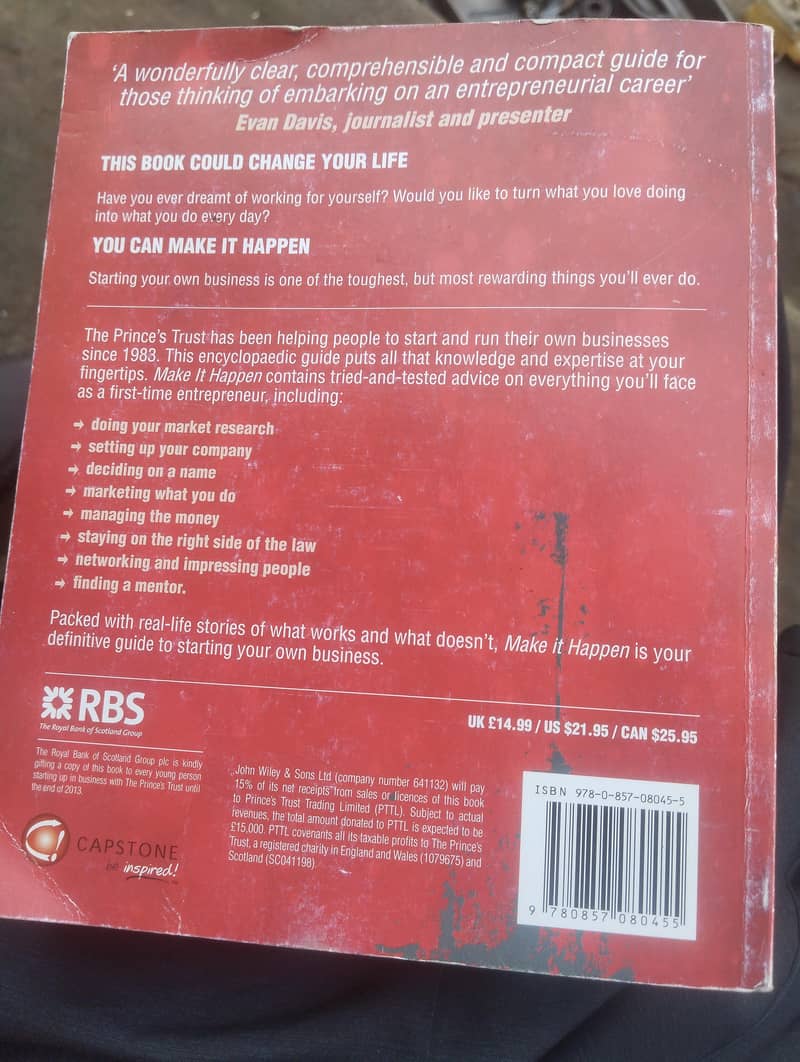 ‘A wonderfully clear, comprehensible and compact guide for
those thinking of embarking on an entrepreneurial career’
Evan Davis, journalist and presenter
THIS BOOK COULD CHANGE YOUR LIFE
Have you ever dreamt of working for yourself? Would you like to turn what you love doing
into what you do every day?
YOU CAN MAKE IT HAPPEN
Starting your own business is one of the toughest, but most rewarding things you’ll ever do.
The Prince’s Trust has been helping people to start and run their own businesses
since 1983. This encyclopaedic guide puts all that knowledge and expertise at your
fingertips. Make It Happen contains tried-and-tested advice on everything you’ll face
as a first-time entrepreneur, including:
→ doing your market research
→ setting up your company
→ deciding on a name
→ marketing what you do
→ managing the money
→ staying on the right side of the law
→ networking and impressing people
→ finding a mentor.
Packed with real-life stories of what works and what doesn’t, Make it Happen is your
definitive guide to starting your own business.
RBS
The Royal Bank of Scotland Group
UK £14.99 / US $21.95 / CAN $25.95
The Royal Bank of Scotland Group plc is kindly
gifting a copy of this book to every young person
starting up in business with The Prince’s Trust until
the end of 2013.
John Wiley & Sons Ltd (company number 641132) will pay
15% of its net receipts from sales or licences of this book
to Prince’s Trust Trading Limited (PTTL). Subject to actual
revenues, the total amount donated to PTTL is expected to be
£15,000. PTTL covenants all its taxable profits to The Prince’s
Trust, a registered charity in England and Wales (1079675) and
Scotland (SC041198).
CAPSTONE
be inspired!
ISBN 978-0-857-08045-5
9 780857 080455